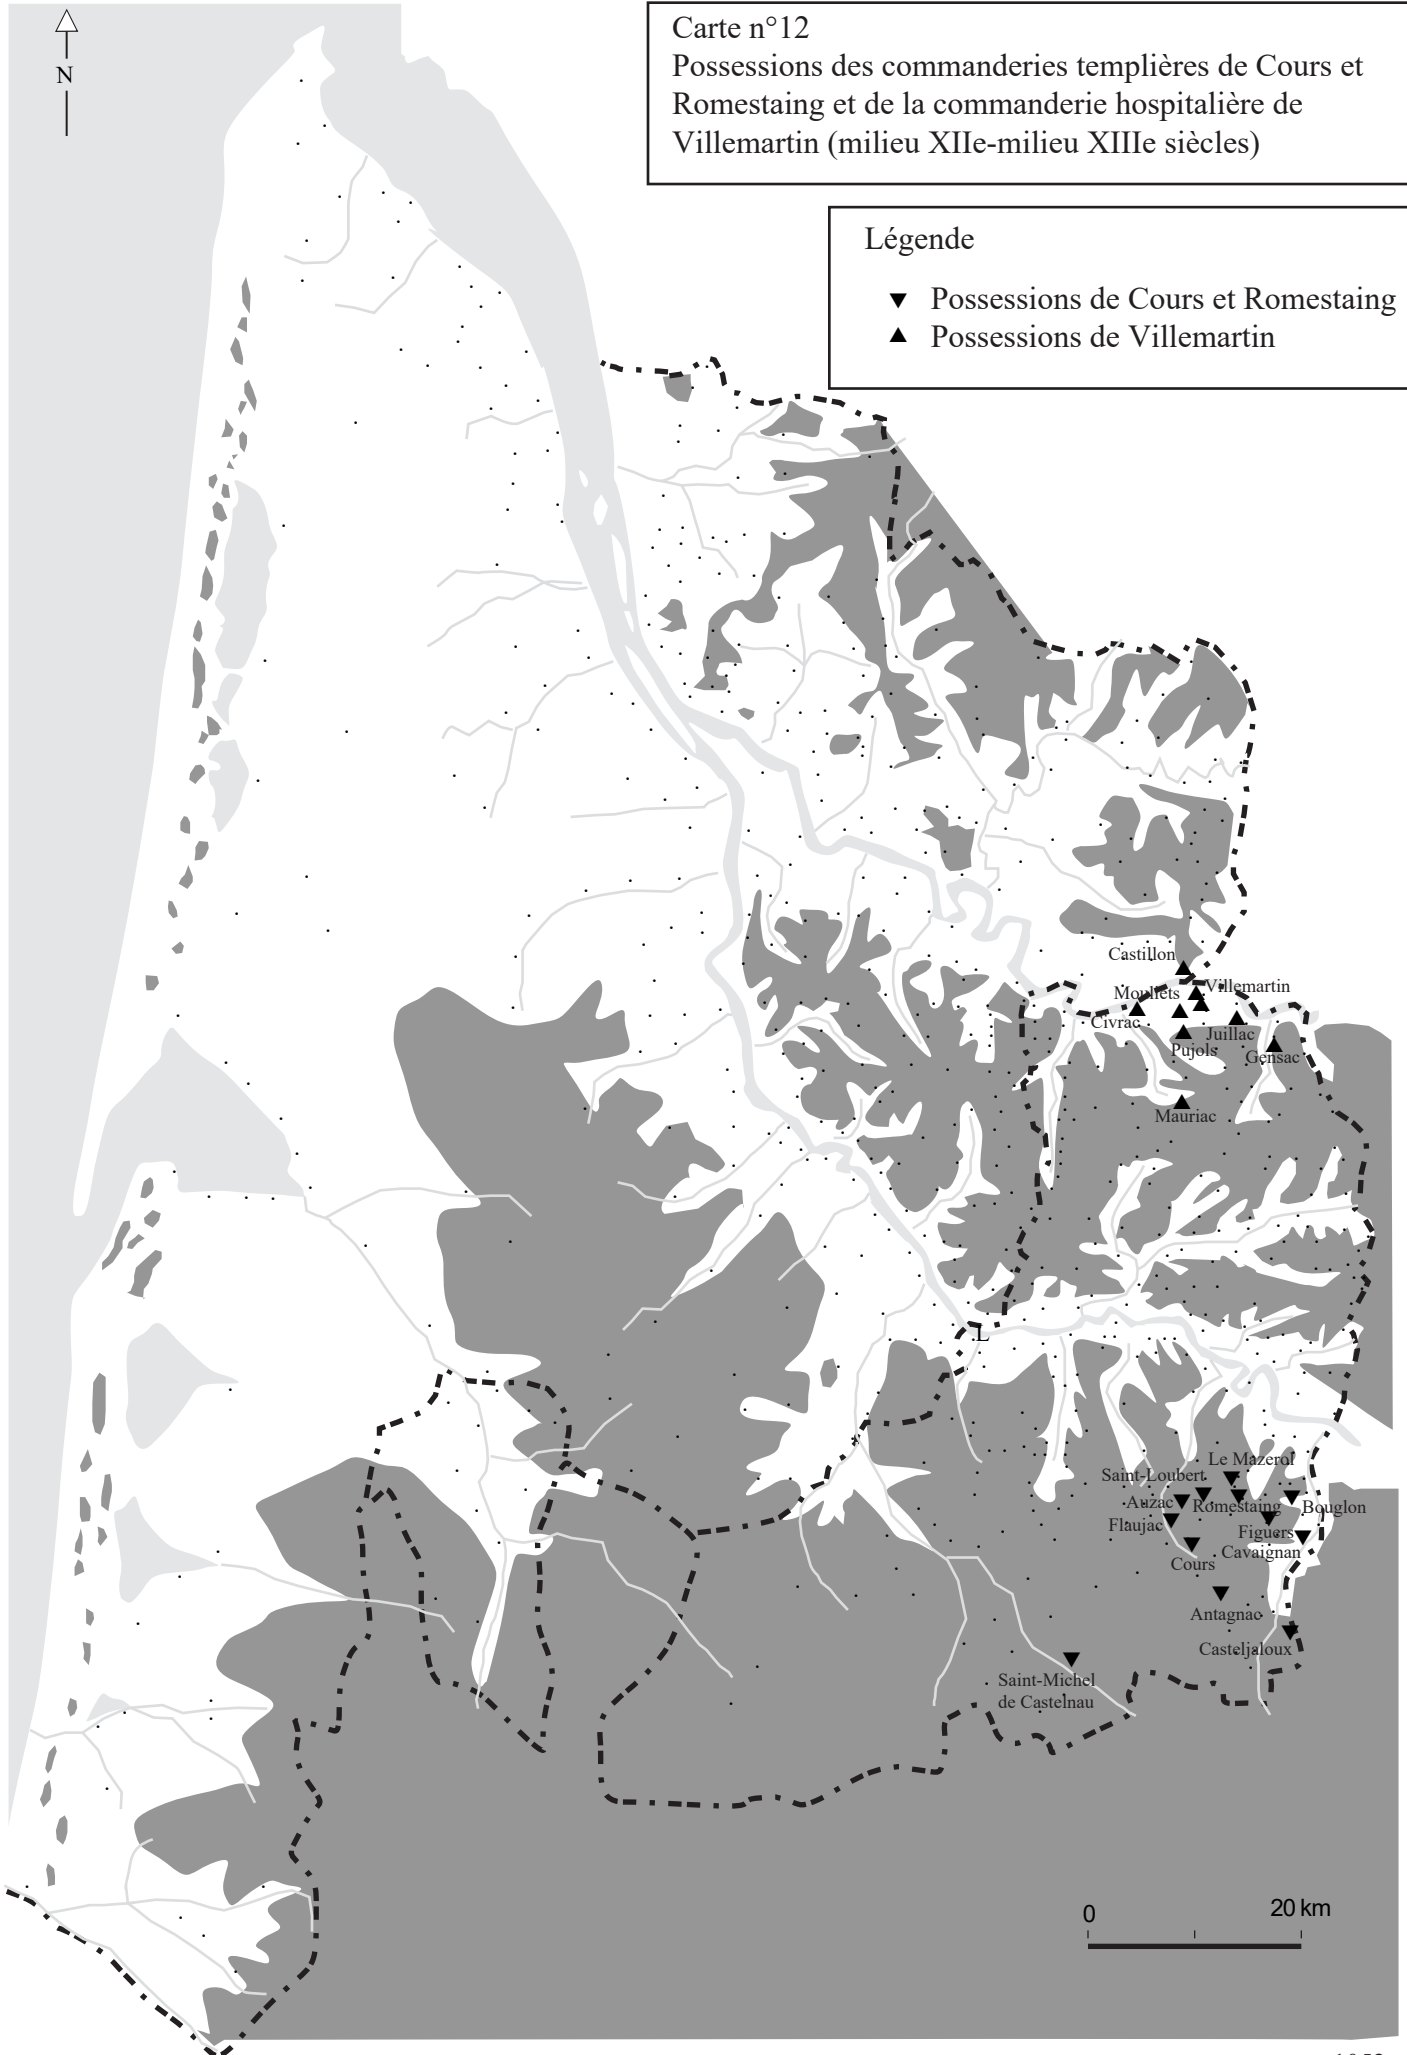 N
Carte n°12
Possessions des commanderies templières de Cours et
Romestaing et de la commanderie hospitalière de
Villemartin (milieu XIIe-milieu XIIIe siècles)
Légende
Possessions de Cours et Romestaing
Possessions de Villemartin
Castillon
Villemartin
Mouliets
Civrac
Juillac
Pujols
Gensac
Mauriac
L
Le Mazerol
Saint-Loubert
Auzac
Romestaing
Bouglon
Flaujac
Figuers
Cavaignan
Cours
Antagnac
Casteljaloux
Saint-Michel
de Castelnau
0
20 km